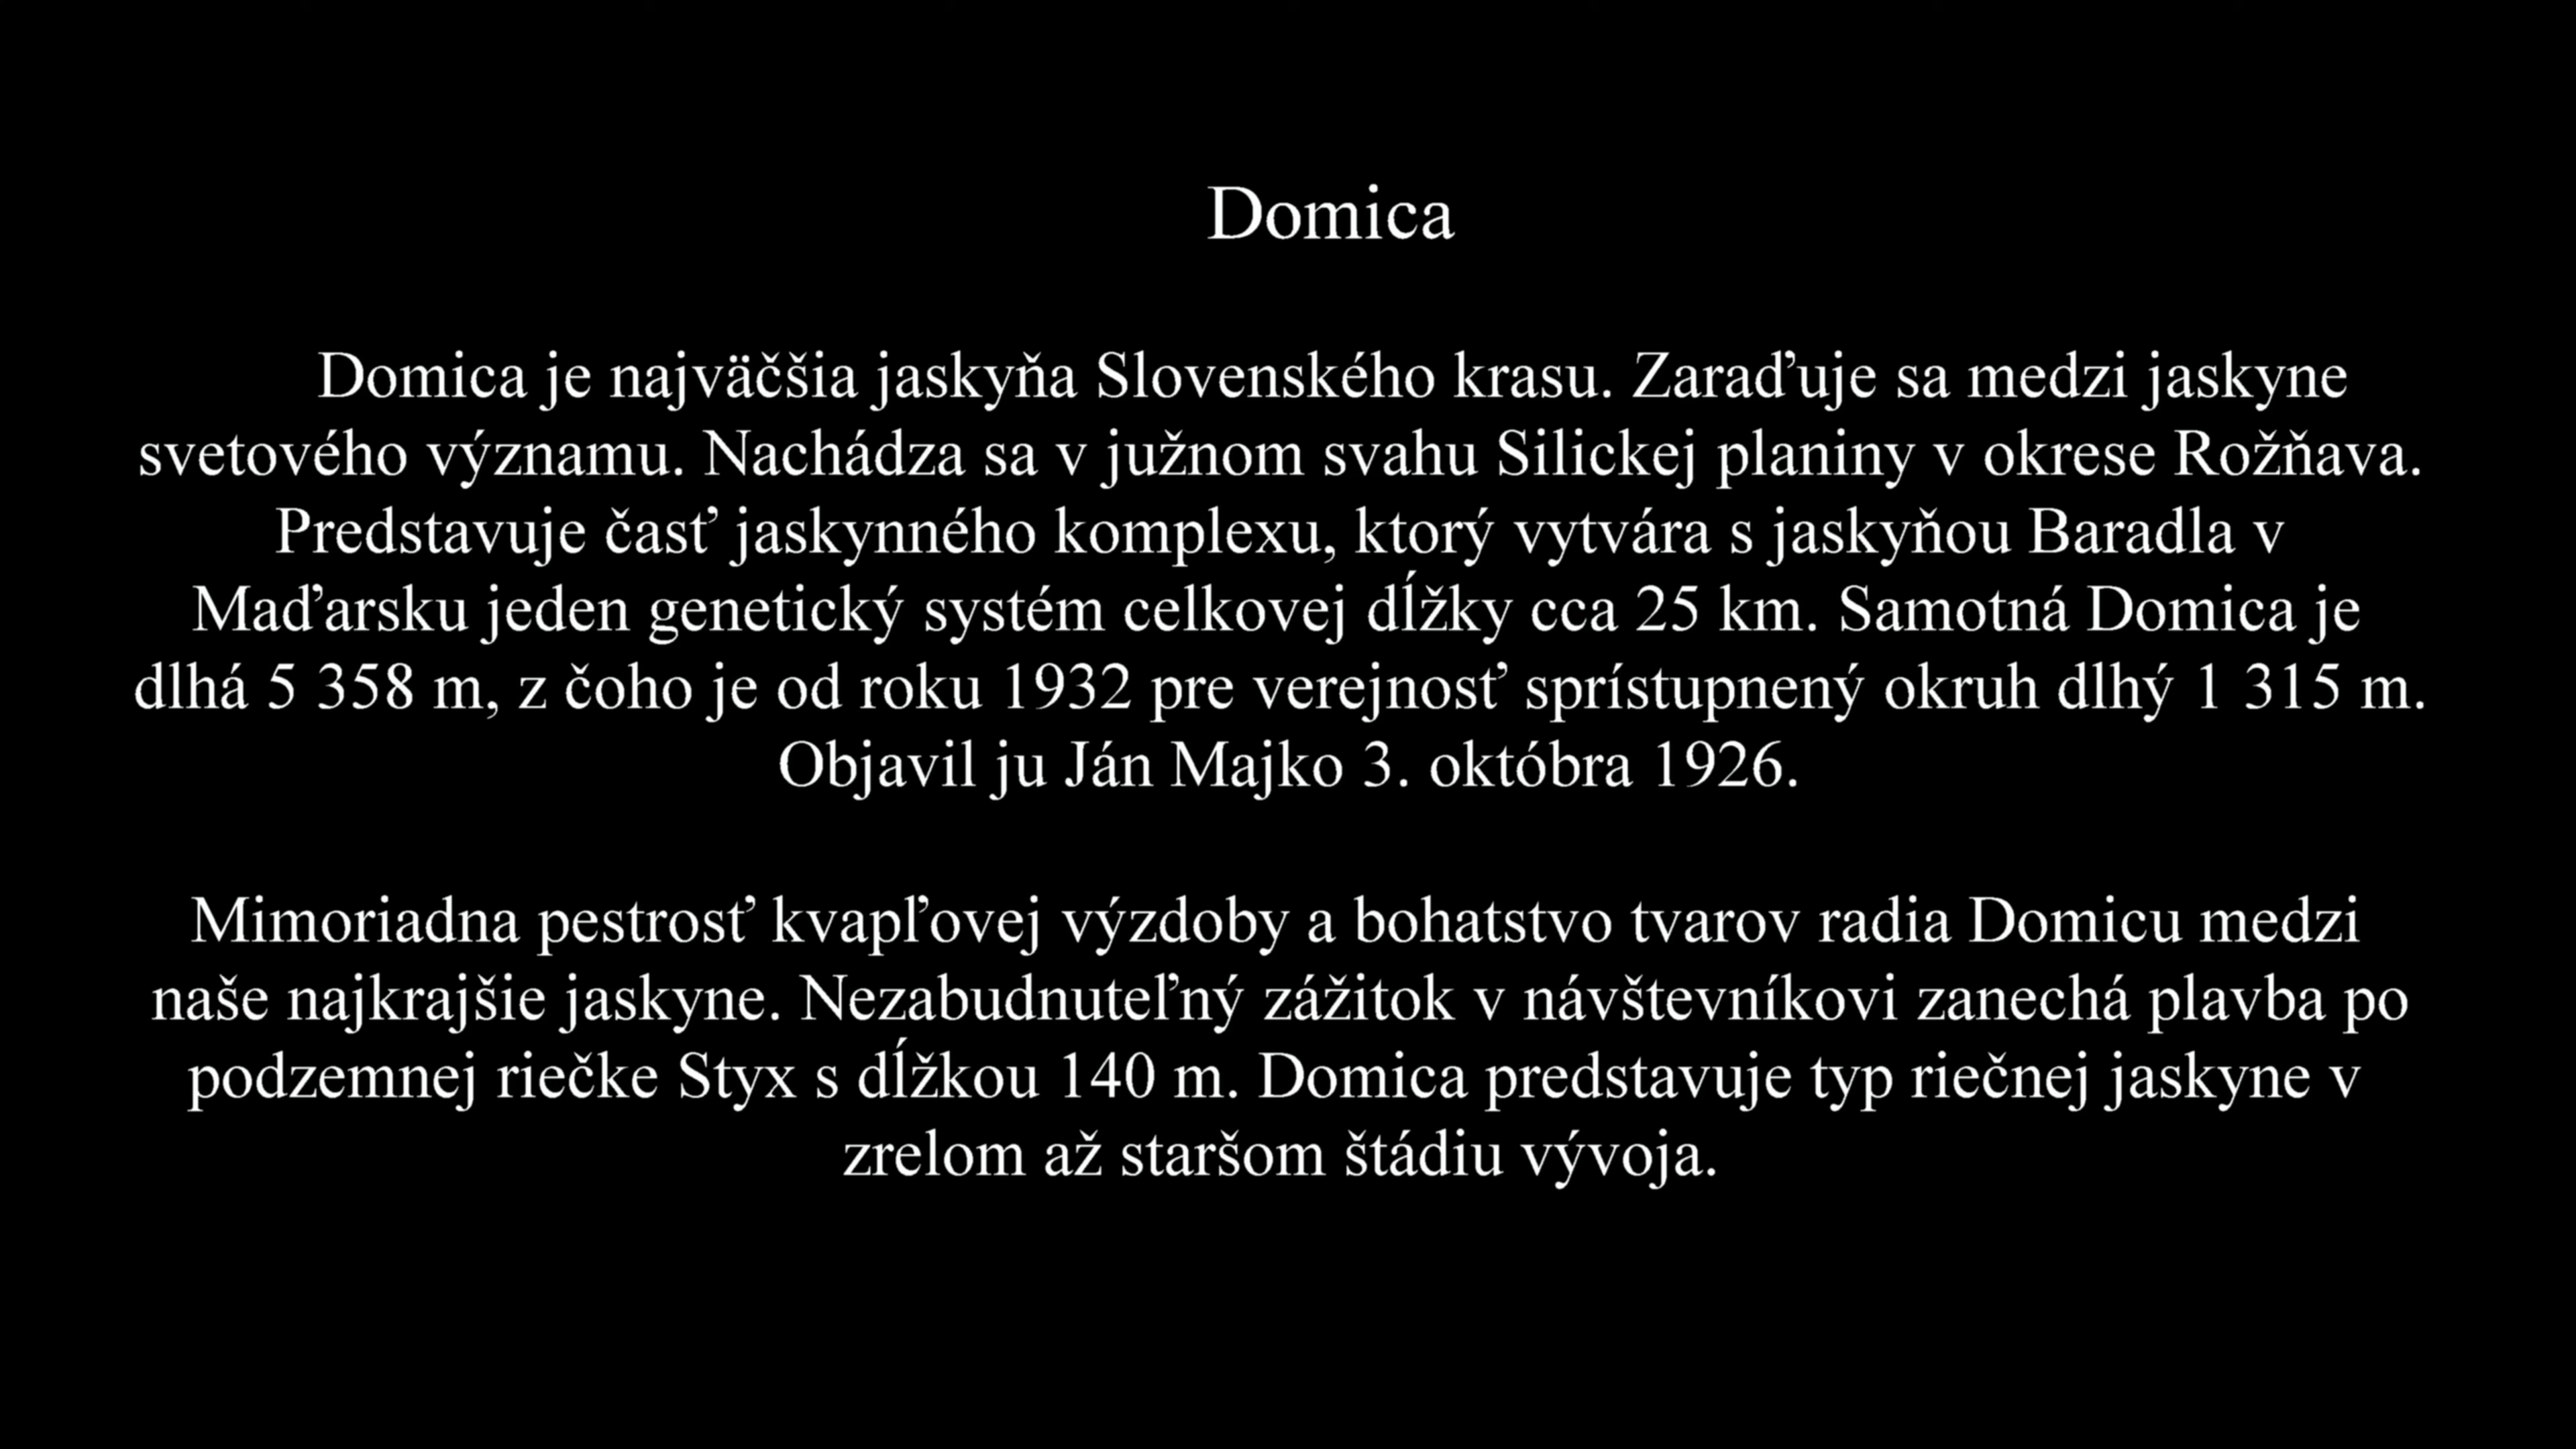 Domica
Domica je najväčšia jaskyňa Slovenského krasu. Zaraďuje sa medzi jaskyne
svetového významu. Nachádza sa v južnom svahu Silickej planiny v okrese Rožňava.
Predstavuje časť jaskynného komplexu, ktorý vytvára s jaskyňou Baradla v
Maďarsku jeden genetický systém celkovej dĺžky cca 25 km. Samotná Domica je
dlhá 5 358 m, z čoho je od roku 1932 pre verejnosť sprístupnený okruh dlhý 1 315 m.
Objavil ju Ján Majko 3. októbra 1926.
Mimoriadna pestrosť kvapľovej výzdoby a bohatstvo tvarov radia Domicu medzi
naše najkrajšie jaskyne. Nezabudnuteľný zážitok v návštevníkovi zanechá plavba po
podzemnej riečke Styx s dĺžkou 140 m. Domica predstavuje typ riečnej jaskyne v
zrelom až staršom štádiu vývoja.